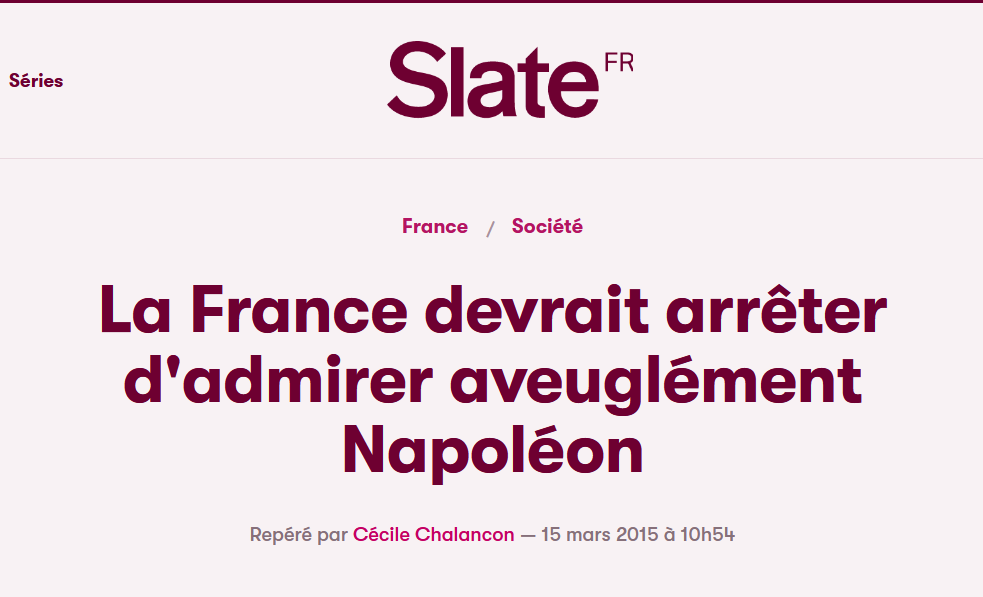 Séries
Slate FR
France / Société
La France devrait arrêter
d'admirer aveuglément
Napoléon
Repéré par Cécile Chalancon — 15 mars 2015 à 10h54